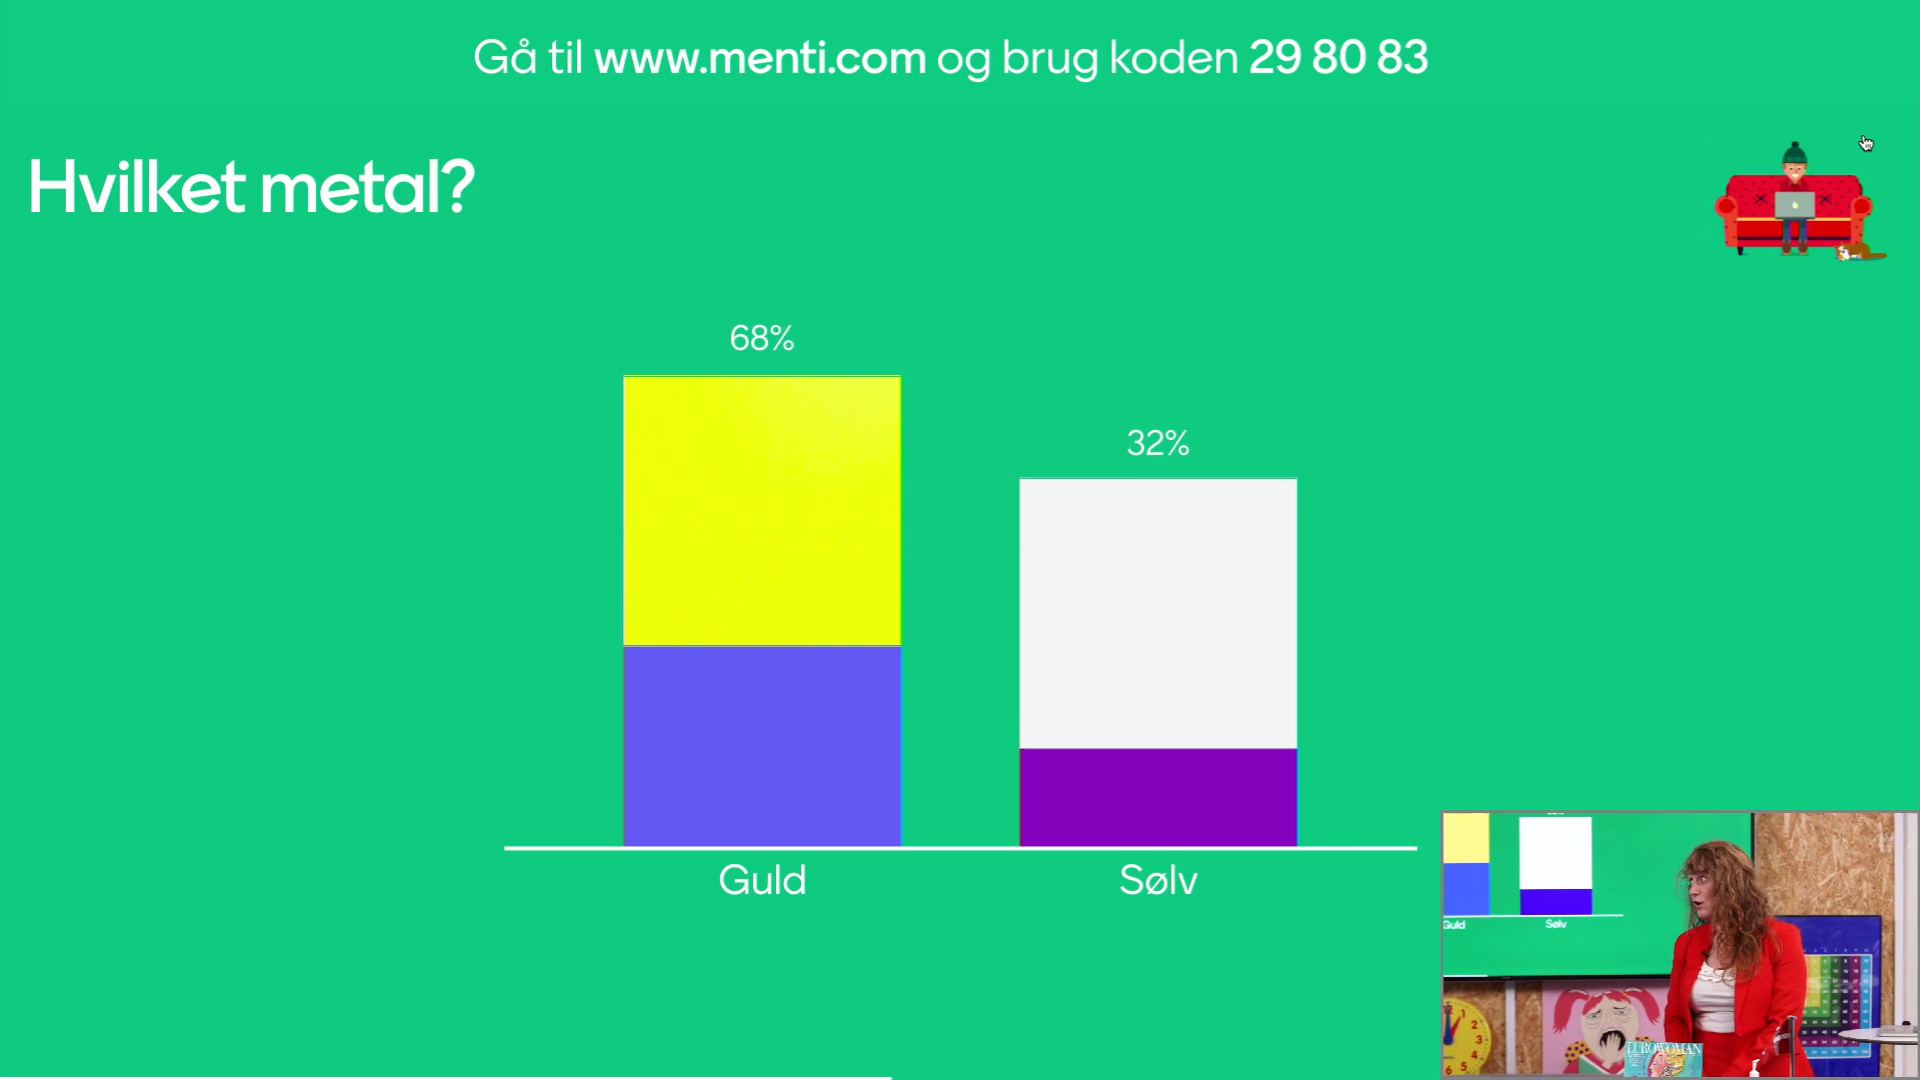 Gå til www.menti.com og brug koden 29 80 83
Hvilket metal?
68%
32%
Guld
Sølv
Guld
Sølv
EUROWOMAN